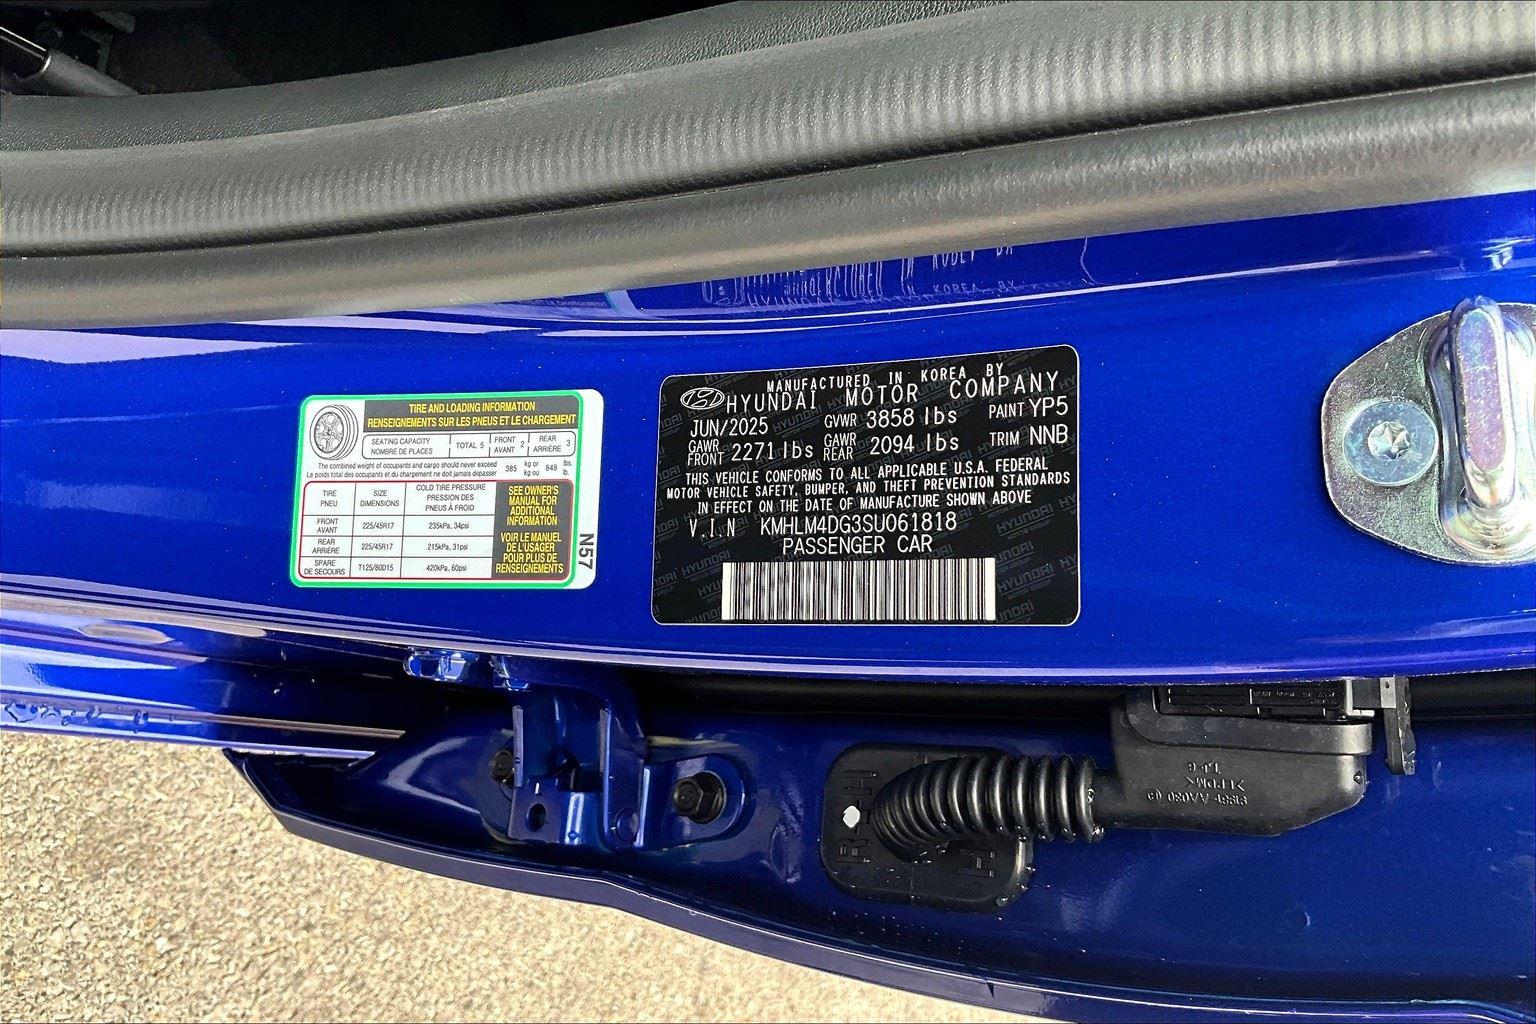 TIRE AND LOADING INFORMATION
RENSEIGNEMENTS SUR LES PNEUS ET LE CHARGEMENT
SEATING CAPACITY
NOMBRE DE PLACES
TOTAL 5
FRONT
AVANT 2
REAR
ARRIÈRE 3
The combined weight of occupants and cargo should never exceed 385 kg or 849 lbs.
Le poids total des occupants et du chargement ne doit jamais dépasser kg ou lb.
TIRE
PNEU
SIZE
DIMENSIONS
COLD TIRE PRESSURE
PRESSION DES
PNEUS À FROID
FRONT
AVANT
225/45R17
235kPa, 34psi
REAR
ARRIÈRE
225/45R17
215kPa, 31psi
SPARE
DE SECOURS
T125/80D15
420kPa, 60psi
SEE OWNER'S
MANUAL FOR
ADDITIONAL
INFORMATION
VOIR LE MANUEL
DE L'USAGER
POUR PLUS DE
RENSEIGNEMENTS
N57
MANUFACTURED IN KOREA BY
HYUNDAI MOTOR COMPANY
JUN/2025 GVWR 3858 lbs PAINT YP5
GAWR FRONT 2271 lbs GAWR REAR 2094 lbs TRIM NNB
THIS VEHICLE CONFORMS TO ALL APPLICABLE U.S.A. FEDERAL
MOTOR VEHICLE SAFETY, BUMPER, AND THEFT PREVENTION STANDARDS
IN EFFECT ON THE DATE OF MANUFACTURE SHOWN ABOVE
V.I.N KMHLM4DG3SU061818
PASSENGER CAR